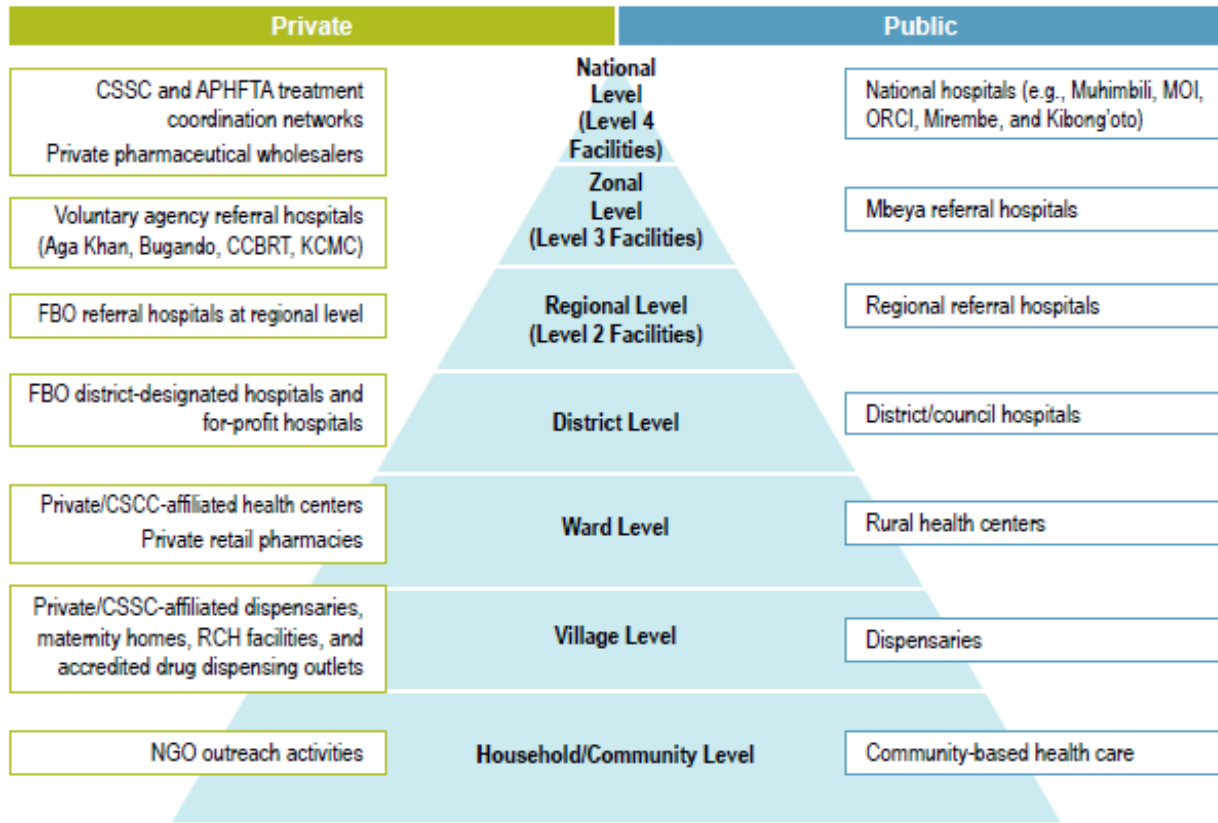 Private
Public
CSSC and APHFTA treatment
coordination networks
Private pharmaceutical wholesalers
National
Level
(Level 4
Facilities)
National hospitals (e.g., Muhimbili, MOI,
ORCI, Mirembe, and Kibong'oto)
Voluntary agency referral hospitals
(Aga Khan, Bugando, CCBRT, KCMC)
Zonal
Level
(Level 3 Facilities)
Mbeya referral hospitals
FBO referral hospitals at regional level
Regional Level
(Level 2 Facilities)
Regional referral hospitals
FBO district-designated hospitals and
for-profit hospitals
District Level
District/council hospitals
Private/CSCC-affiliated health centers
Private retail pharmacies
Ward Level
Rural health centers
Private/CSSC-affiliated dispensaries,
maternity homes, RCH facilities, and
accredited drug dispensing outlets
Village Level
Dispensaries
NGO outreach activities
Household/Community Level
Community-based health care